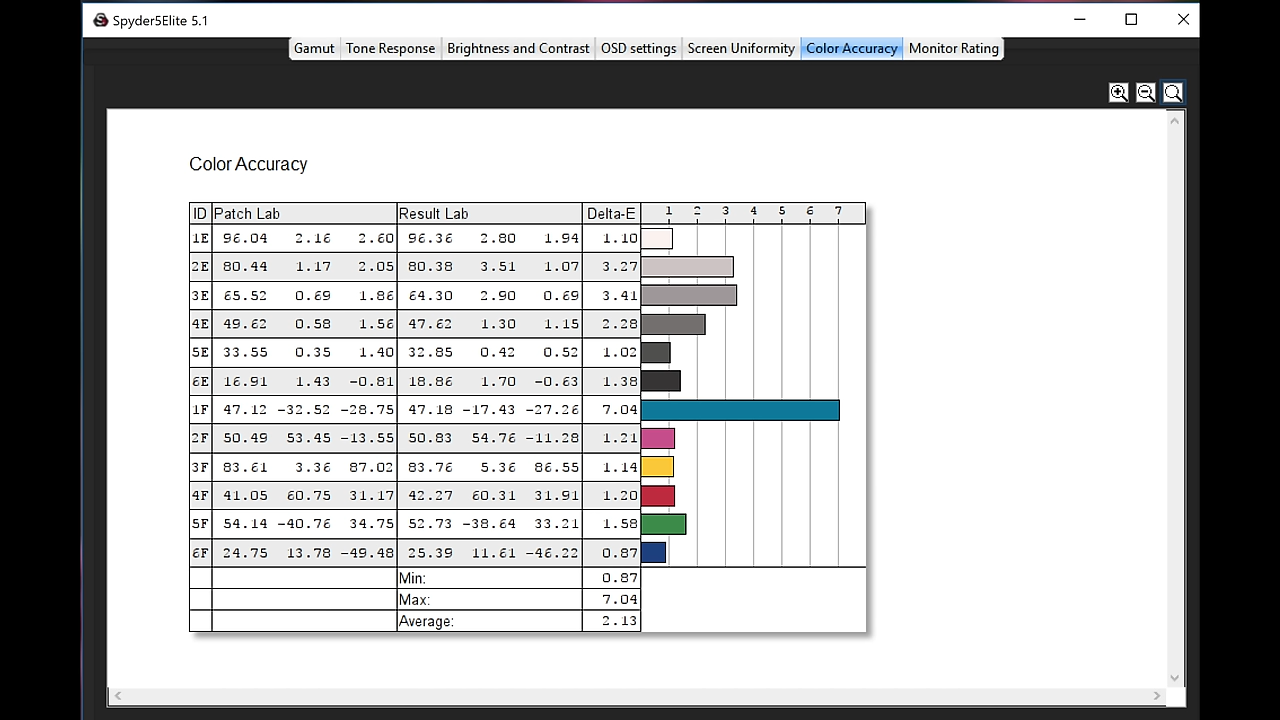 Spyder5Elite 5.1
Gamut Tone Response Brightness and Contrast OSD settings Screen Uniformity Color Accuracy Monitor Rating
Color Accuracy
ID Patch Lab Result Lab Delta-E 1 2 3 4 5 6 7
1E 96.04 2.16 2.60 96.36 2.80 1.94 1.10
2E 80.44 1.17 2.05 80.38 3.51 1.07 3.27
3E 65.52 0.69 1.86 64.30 2.90 0.69 3.41
4E 49.62 0.58 1.56 47.62 1.30 1.15 2.28
5E 33.55 0.35 1.40 32.85 0.42 0.52 1.02
6E 16.91 1.43 -0.81 18.86 1.70 -0.63 1.38
1F 47.12 -32.52 -28.75 47.18 -17.43 -27.26 7.04
2F 50.49 53.45 -13.55 50.83 54.76 -11.28 1.21
3F 83.61 3.36 87.02 83.76 5.36 86.55 1.14
4F 41.05 60.75 31.17 42.27 60.31 31.91 1.20
5F 54.14 -40.76 34.75 52.73 -38.64 33.21 1.58
6F 24.75 13.78 -49.48 25.39 11.61 -46.22 0.87
Min: 0.87
Max: 7.04
Average: 2.13